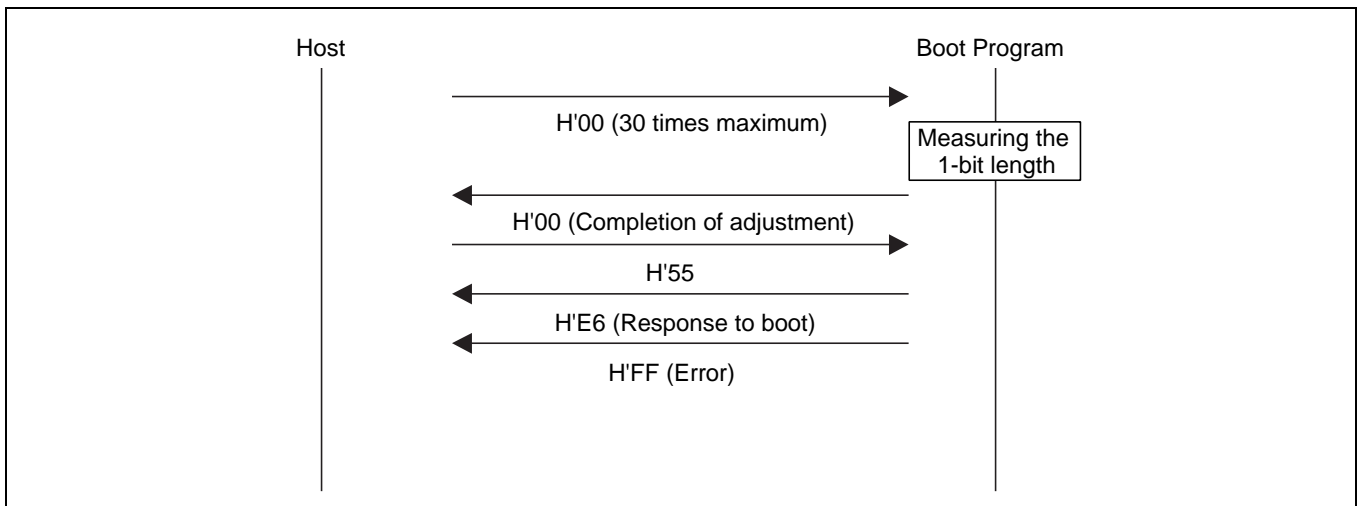 Host
Boot Program
H'00 (30 times maximum)
Measuring the
1-bit length
H'00 (Completion of adjustment)
H'55
H'E6 (Response to boot)
H'FF (Error)